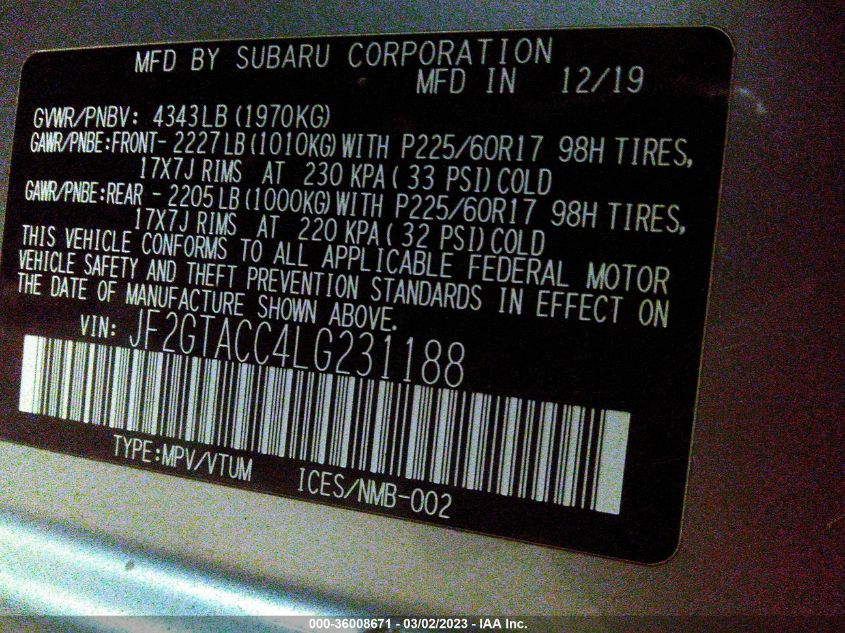 MFD BY SUBARU CORPORATION
MFD IN 12/19
GVWR/PNBV: 4343LB (1970KG)
GAWR/PNBE:FRONT- 2227LB (1010KG) WITH P225/60R17 98H TIRES,
17X7J RIMS AT 230 KPA( 33 PSI) COLD
GAWR/PNBE:REAR - 2205LB (1000KG) WITH P225/60R17 98H TIRES,
17X7J RIMS AT 220 KPA( 32 PSI) COLD
THIS VEHICLE CONFORMS TO ALL APPLICABLE FEDERAL MOTOR
VEHICLE SAFETY AND THEFT PREVENTION STANDARDS IN EFFECT ON
THE DATE OF MANUFACTURE SHOWN ABOVE.
VIN: JF2GTACC4LG231188
TYPE:MPV/VTUM ICES/NMB-002
000-36008671 - 03/02/2023 - IAA Inc.